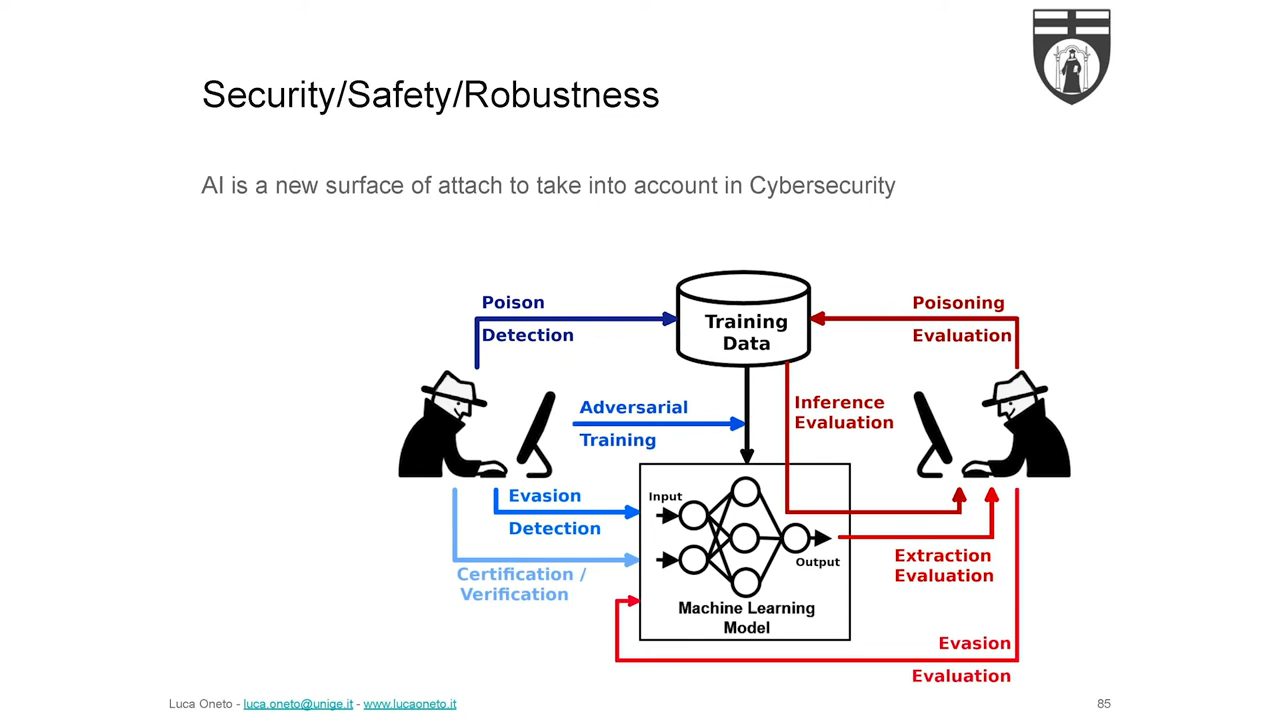 Security/Safety/Robustness
AI is a new surface of attach to take into account in Cybersecurity
Poison
Detection
Training
Data
Poisoning
Evaluation
Adversarial
Training
Inference
Evaluation
Evasion
Detection
Certification /
Verification
Input
Output
Machine Learning
Model
Extraction
Evaluation
Evasion
Evaluation
Luca Oneto - luca.oneto@unige.it - www.lucaoneto.it
85